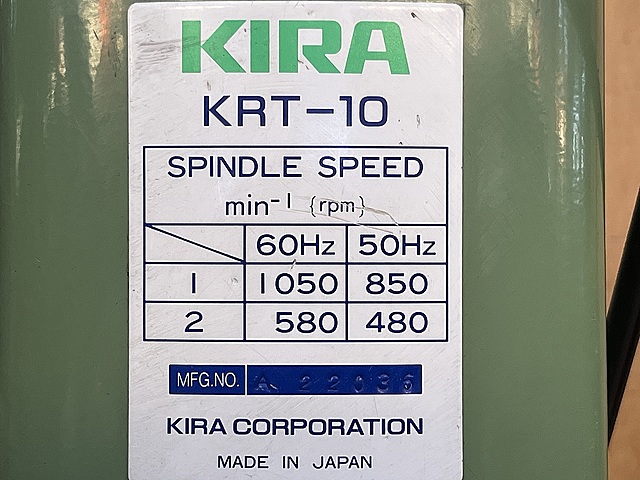 KIRA
KRT-10
SPINDLE SPEED
min-1 {rpm}
60Hz 50Hz
1 1050 850
2 580 480
MFG.NO.
KIRA CORPORATION
MADE IN JAPAN